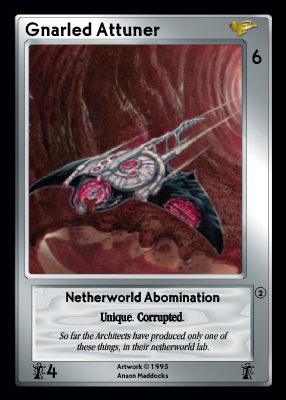 Gnarled Attuner
6
Netherworld Abomination
2
Unique. Corrupted.
So far the Architects have produced only one of
these things, in their netherworld lab.
4
Artwork © 1995
Anson Maddocks
2